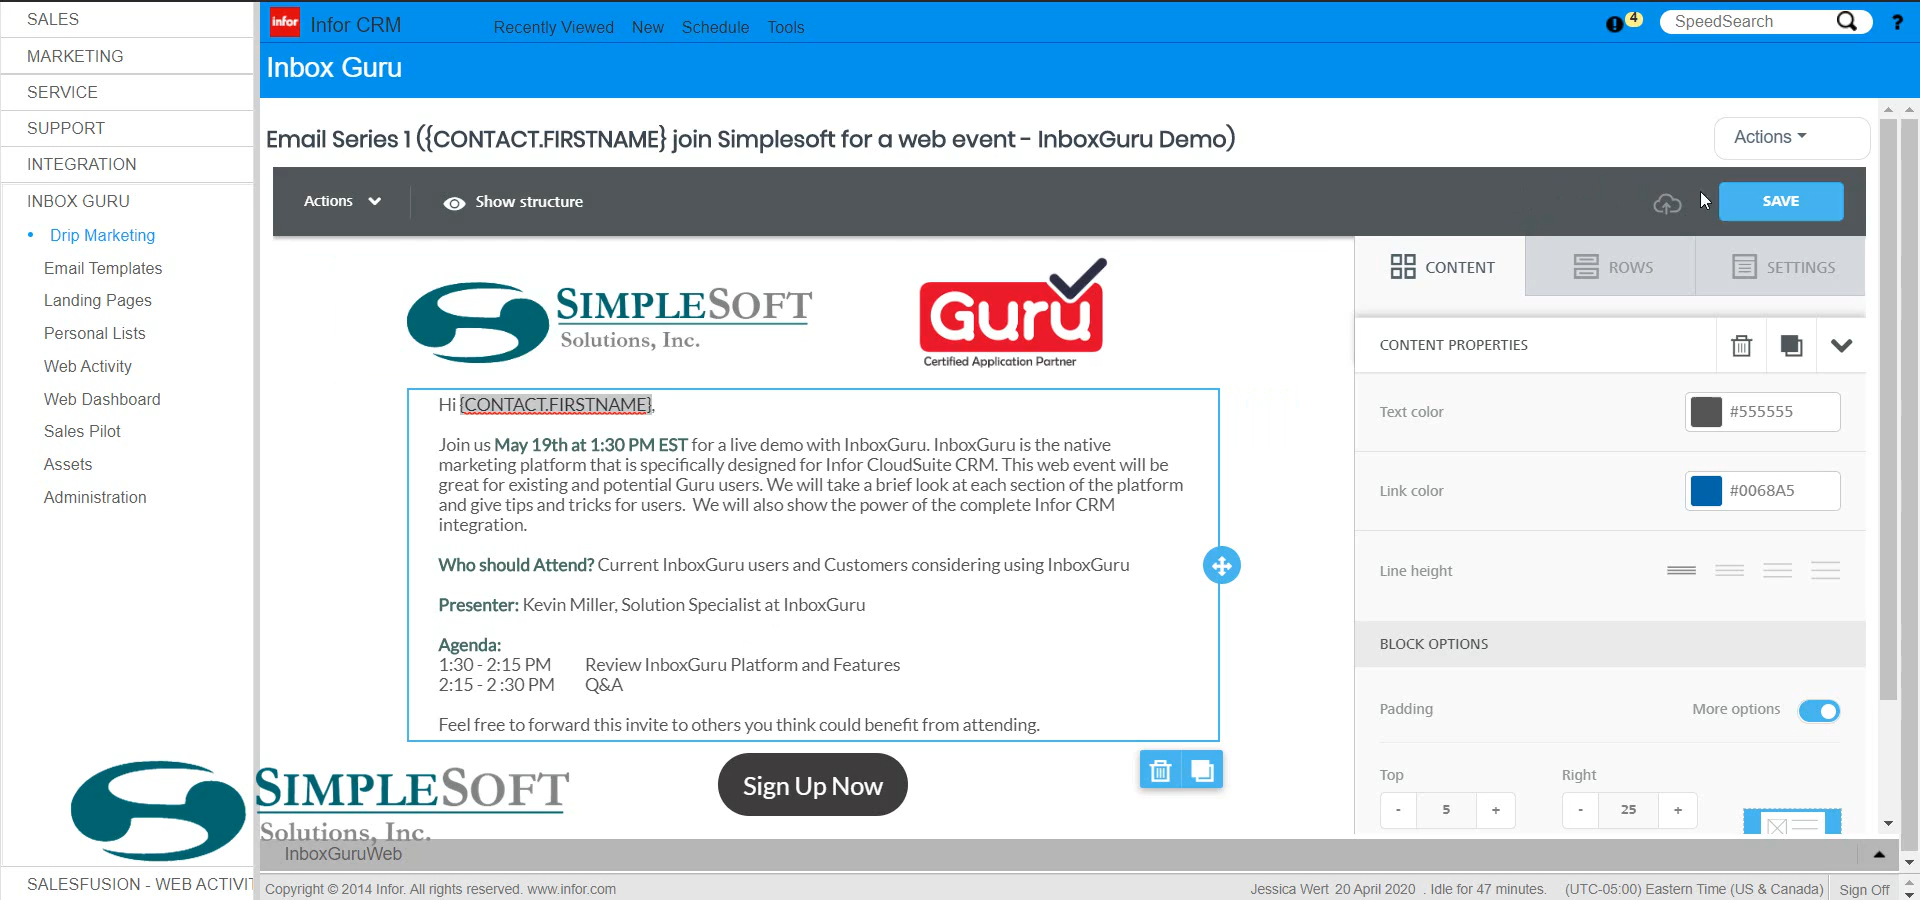 SALES
MARKETING
SERVICE
SUPPORT
INTEGRATION
INBOX GURU
Drip Marketing
Email Templates
Landing Pages
Personal Lists
Web Activity
Web Dashboard
Sales Pilot
Assets
Administration
SALESFUSION - WEB ACTIVIT
infor
Infor CRM
Recently Viewed New Schedule Tools
4
SpeedSearch
?
Inbox Guru
Email Series 1 ({CONTACT.FIRSTNAME} join Simplesoft for a web event - InboxGuru Demo)
Actions
Actions
Show structure
SAVE
SIMPLESOFT
Solutions, Inc.
Guru
Certified Application Partner
Hi {CONTACT.FIRSTNAME},
Join us May 19th at 1:30 PM EST for a live demo with InboxGuru. InboxGuru is the native
marketing platform that is specifically designed for Infor CloudSuite CRM. This web event will be
great for existing and potential Guru users. We will take a brief look at each section of the platform
and give tips and tricks for users.  We will also show the power of the complete Infor CRM
integration.
Who should Attend? Current InboxGuru users and Customers considering using InboxGuru
Presenter: Kevin Miller, Solution Specialist at InboxGuru
Agenda:
1:30 - 2:15 PM Review InboxGuru Platform and Features
2:15 - 2 :30 PM Q&A
Feel free to forward this invite to others you think could benefit from attending.
Sign Up Now
CONTENT
ROWS
SETTINGS
CONTENT PROPERTIES
Text color #555555
Link color #0068A5
Line height
BLOCK OPTIONS
Padding More options
Top Right
- 5 + - 25 +
SIMPLESOFT
Solutions, Inc.
InboxGuruWeb
Copyright © 2014 Infor. All rights reserved. www.infor.com
Jessica Wert 20 April 2020 . Idle for 47 minutes. (UTC-05:00) Eastern Time (US & Canada) Sign Off